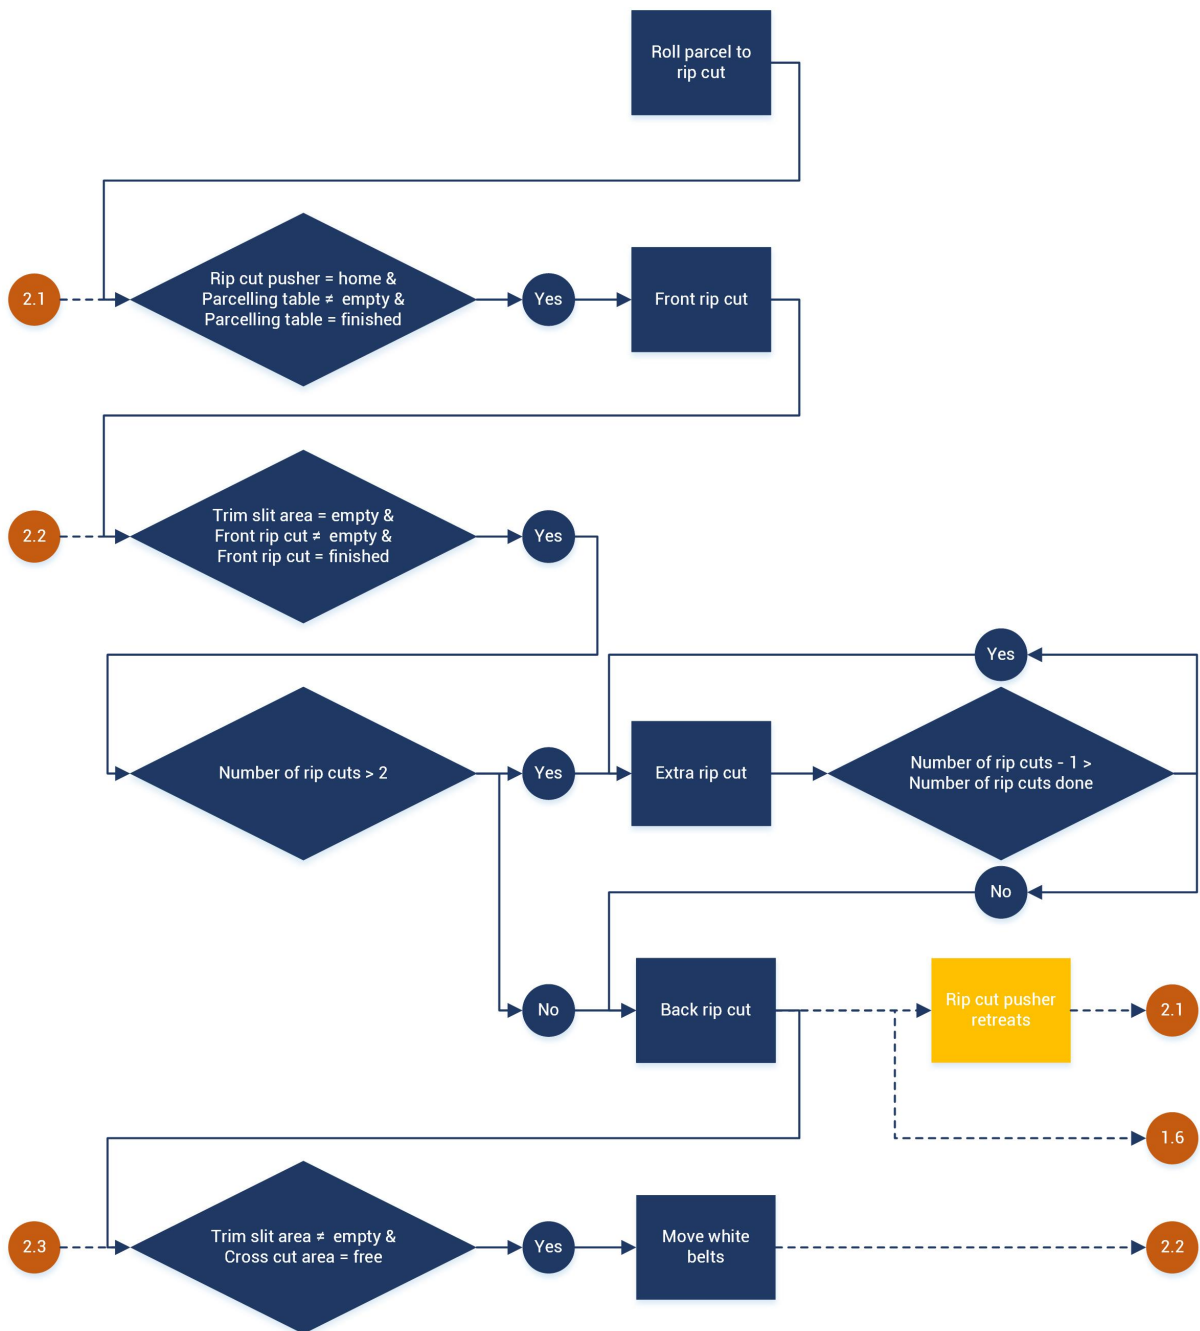 Roll parcel to
rip cut
2.1
Rip cut pusher = home &
Parcelling table ≠ empty &
Parcelling table = finished
Yes
Front rip cut
2.2
Trim slit area = empty &
Front rip cut ≠ empty &
Front rip cut = finished
Yes
Yes
Number of rip cuts > 2
Yes
Extra rip cut
Number of rip cuts - 1 >
Number of rip cuts done
No
No
Back rip cut
Rip cut pusher
retreats
2.1
1.6
2.3
Trim slit area ≠ empty &
Cross cut area = free
Yes
Move white
belts
2.2